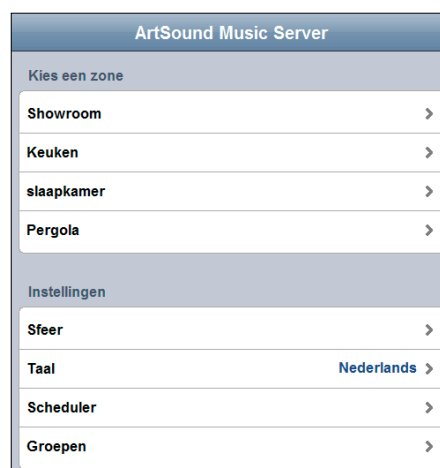 ArtSound Music Server
Kies een zone
Showroom
Keuken
slaapkamer
Pergola
Instellingen
Sfeer
Taal Nederlands
Scheduler
Groepen